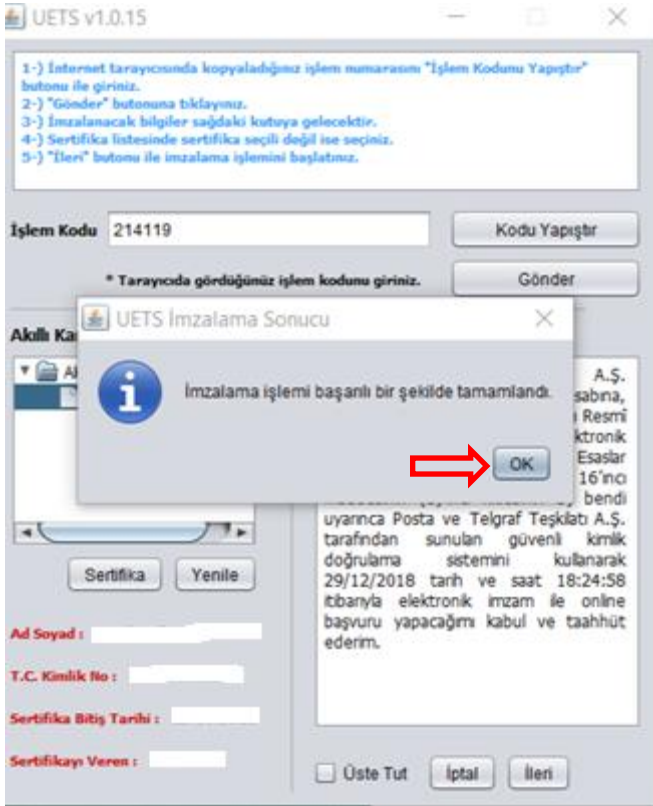 UETS v1.0.15
1-) İnternet tarayıcısında kopyaladığınız işlem numarasını "İşlem Kodunu Yapıştır"
butonu ile giriniz.
2-) "Gönder" butonuna tıklayınız.
3-) İmzalanacak bilgiler sağdaki kutuya gelecektir.
4-) Sertifika listesinde sertifika seçili değil ise seçiniz.
5-) "İleri" butonu ile imzalama işlemini başlatınız.
İşlem Kodu 214119 Kodu Yapıştır
* Tarayıcıda gördüğünüz işlem kodunu giriniz. Gönder
UETS İmzalama Sonucu
Akıllı Ka
İmzalama işlemi başarılı bir şekilde tamamlandı.
OK
A.Ş.
sabına,
Resmî
ktronik
Esaslar
16'ncı
bendi
uyarınca Posta ve Telgraf Teşkilatı A.Ş.
tarafından sunulan güvenli kimlik
doğrulama sistemini kullanarak
29/12/2018 tarih ve saat 18:24:58
itibarıyla elektronik imzam ile online
başvuru yapacağımı kabul ve taahhüt
ederim.
Sertifika Yenile
Ad Soyad :
T.C. Kimlik No :
Sertifika Bitiş Tarihi :
Sertifikayı Veren :
Üste Tut İptal İleri